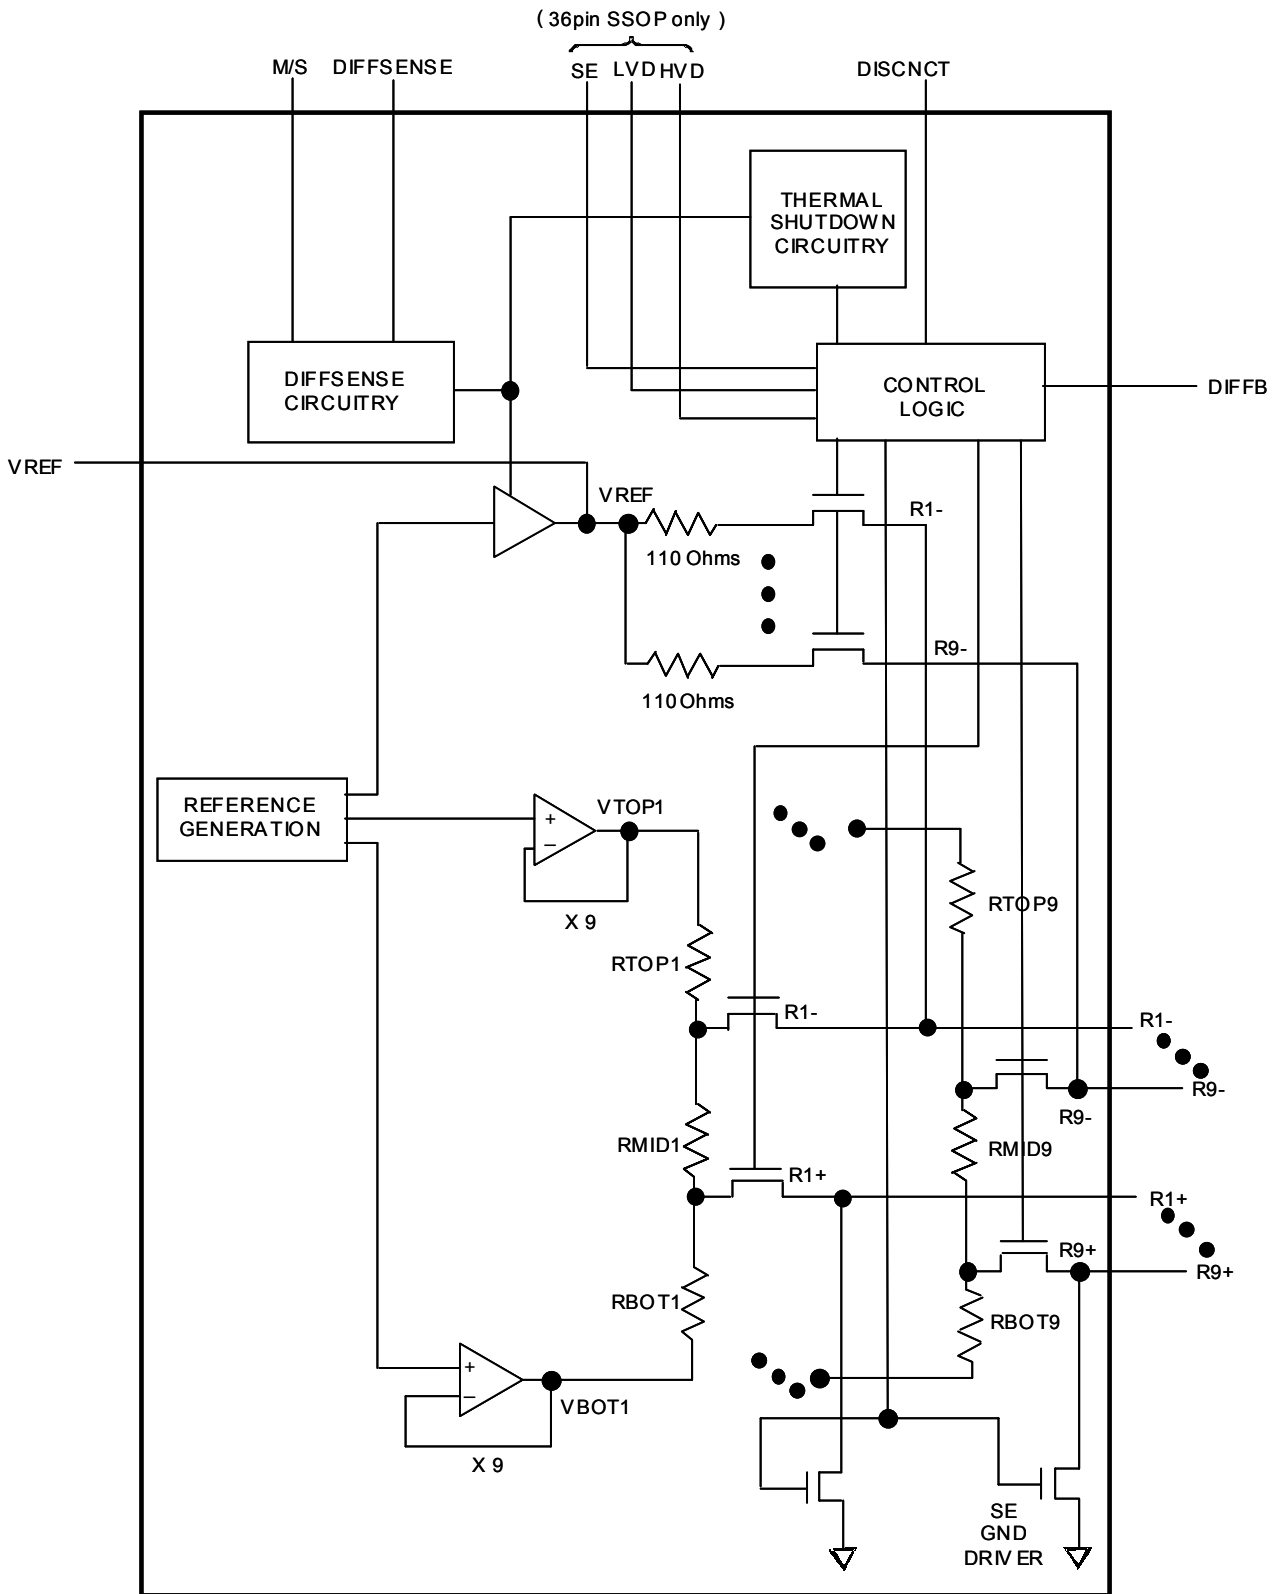 ( 36pin SSOP only )
M/S
DIFFSENSE
SE
LVD
HVD
DISCNCT
THERMAL
SHUTDOWN
CIRCUITRY
DIFFSENSE
CIRCUITRY
CONTROL
LOGIC
DIFFB
VREF
VREF
R1-
110 Ohms
R9-
110 Ohms
REFERENCE
GENERATION
VTOP1
+
–
X 9
RTOP9
RTOP1
R1-
R1-
R9-
R9-
RMID1
RMID9
R1+
R1+
R9+
R9+
RBOT1
RBOT9
+
–
VBOT1
X 9
SE
GND
DRIVER